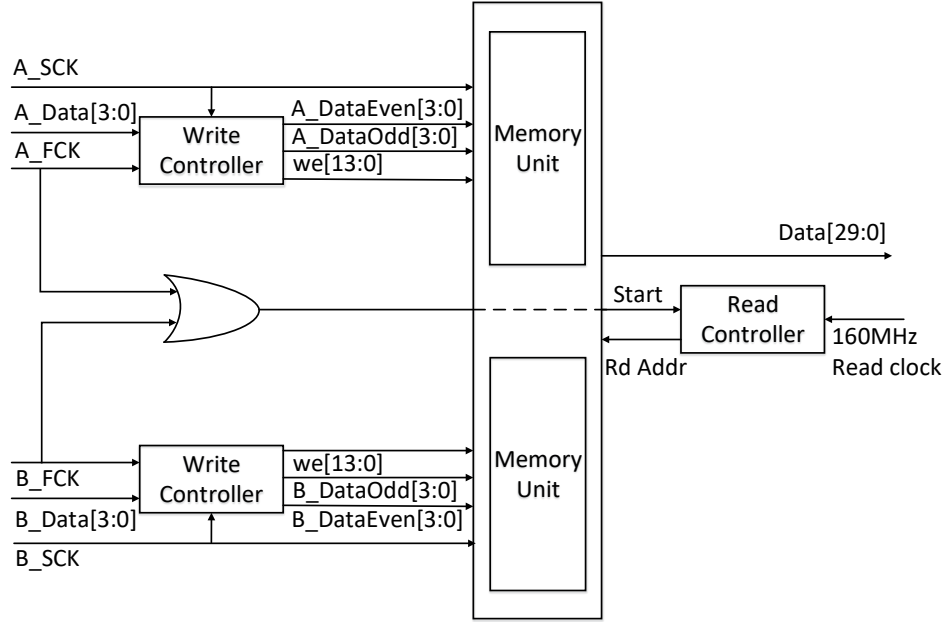 A_SCK
A_Data[3:0]
A_FCK
Write
Controller
A_DataEven[3:0]
A_DataOdd[3:0]
we[13:0]
Memory
Unit
Data[29:0]
Start
Read
Controller
Rd Addr
160MHz
Read clock
B_FCK
B_Data[3:0]
B_SCK
Write
Controller
we[13:0]
B_DataOdd[3:0]
B_DataEven[3:0]
Memory
Unit